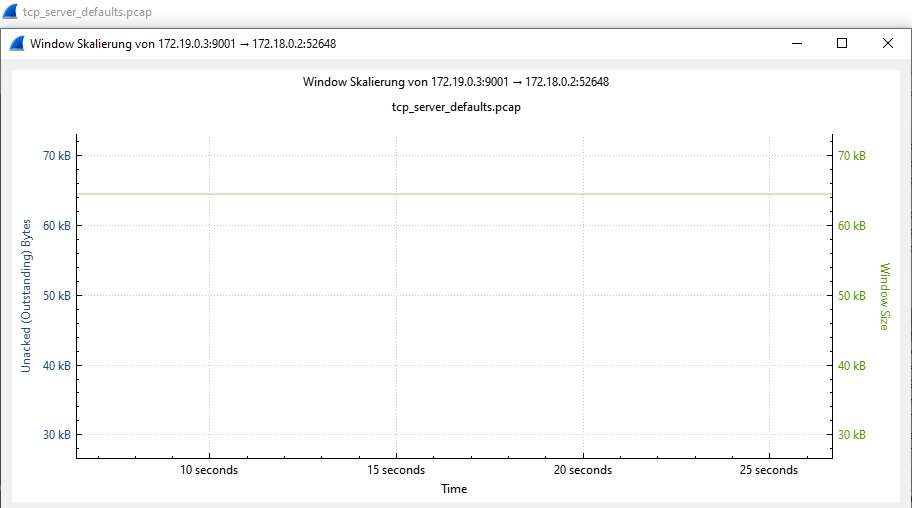 tcp_server_defaults.pcap
Window Skalierung von 172.19.0.3:9001 → 172.18.0.2:52648
Window Skalierung von 172.19.0.3:9001 → 172.18.0.2:52648
tcp_server_defaults.pcap
70 kB
70 kB
60 kB
60 kB
50 kB
50 kB
40 kB
40 kB
30 kB
30 kB
Unacked (Outstanding) Bytes
Window Size
10 seconds
15 seconds
20 seconds
25 seconds
Time